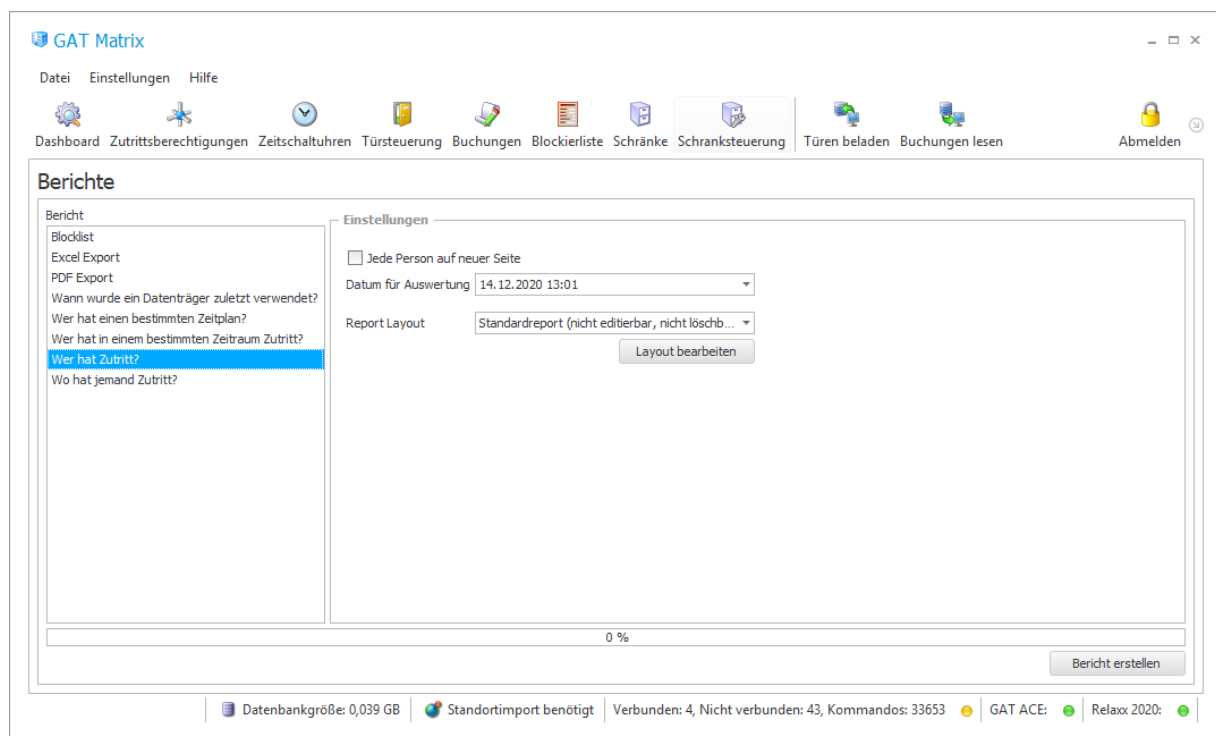 GAT Matrix
Datei Einstellungen Hilfe
Dashboard Zutrittsberechtigungen Zeitschaltuhren Türsteuerung Buchungen Blockierliste Schränke Schranksteuerung Türen beladen Buchungen lesen Abmelden
Berichte
Bericht
Blocklist
Excel Export
PDF Export
Wann wurde ein Datenträger zuletzt verwendet?
Wer hat einen bestimmten Zeitplan?
Wer hat in einem bestimmten Zeitraum Zutritt?
Wer hat Zutritt?
Wo hat jemand Zutritt?
Einstellungen
Jede Person auf neuer Seite
Datum für Auswertung 14.12.2020 13:01
Report Layout Standardreport (nicht editierbar, nicht löschb...
Layout bearbeiten
0 %
Bericht erstellen
Datenbankgröße: 0,039 GB Standortimport benötigt Verbunden: 4, Nicht verbunden: 43, Kommandos: 33653 GAT ACE: Relaxx 2020: